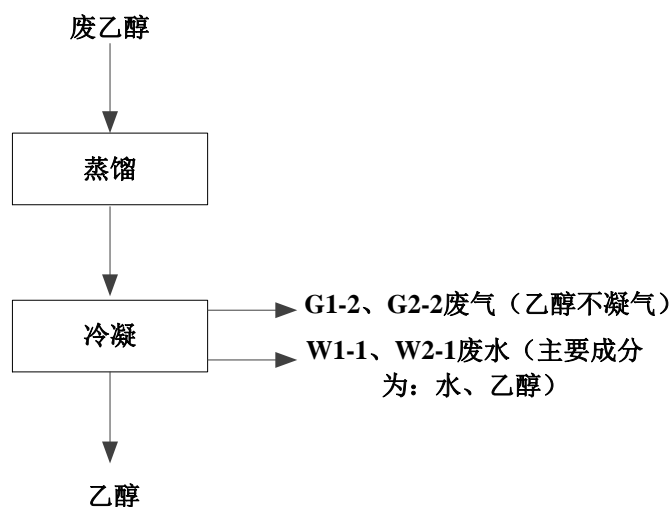 废乙醇
蒸馏
冷凝
G1-2、G2-2废气（乙醇不凝气）
W1-1、W2-1废水（主要成分
为：水、乙醇）
乙醇